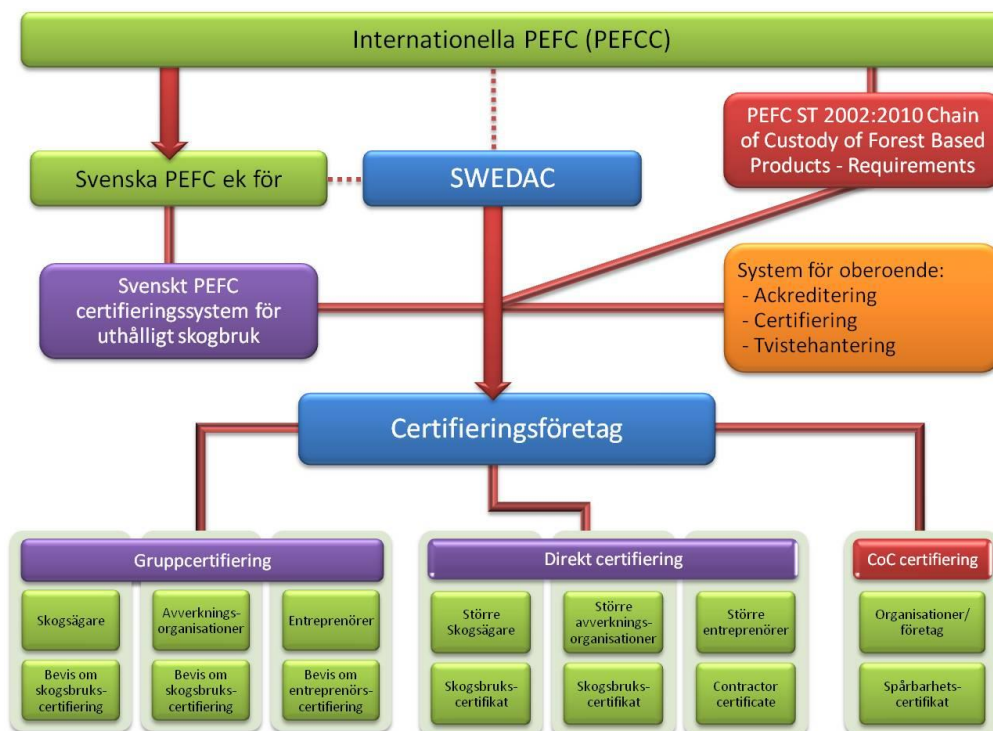 Internationella PEFC (PEFCC)
PEFC ST 2002:2010 Chain
of Custody of Forest Based
Products - Requirements
Svenska PEFC ek för
SWEDAC
Svenskt PEFC
certifieringssystem för
uthålligt skogbruk
System för oberoende:
- Ackreditering
- Certifiering
- Tvistehantering
Certifieringsföretag
Gruppcertifiering
Skogsägare
Avverknings-
organisationer
Entreprenörer
Bevis om
skogsbruks-
certifiering
Bevis om
skogsbruks-
certifiering
Bevis om
entreprenörs-
certifiering
Direkt certifiering
Större
Skogsägare
Större
avverknings-
organisationer
Större
entreprenörer
Skogsbruks-
certifikat
Skogsbruks-
certifikat
Contractor
certificate
CoC certifiering
Organisationer/
företag
Spårbarhets-
certifikat